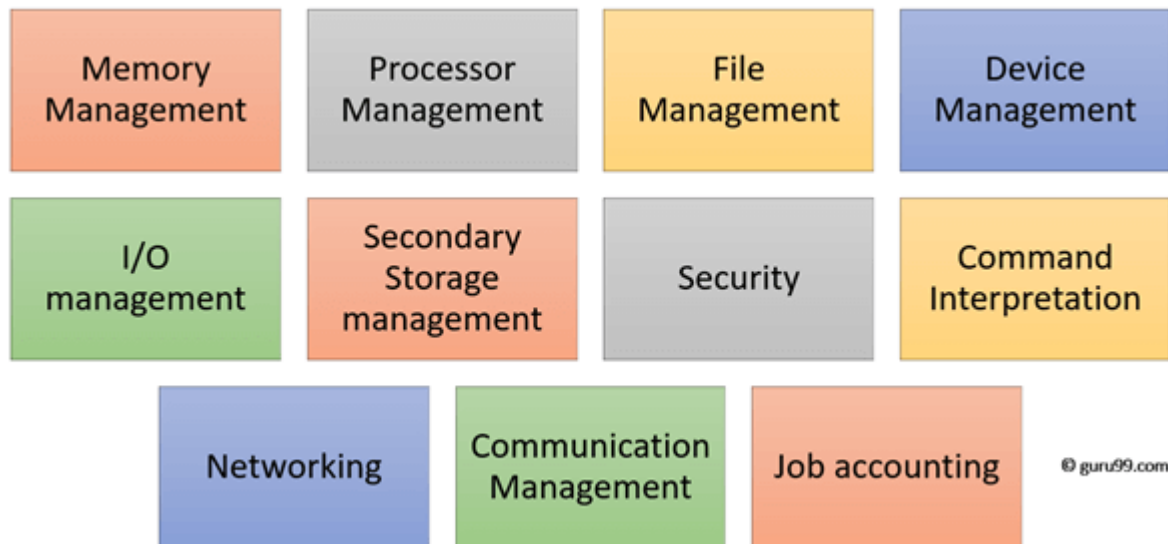 Memory
Management
Processor
Management
File
Management
Device
Management
I/O
management
Secondary
Storage
management
Security
Command
Interpretation
Networking
Communication
Management
Job accounting
© guru99.com